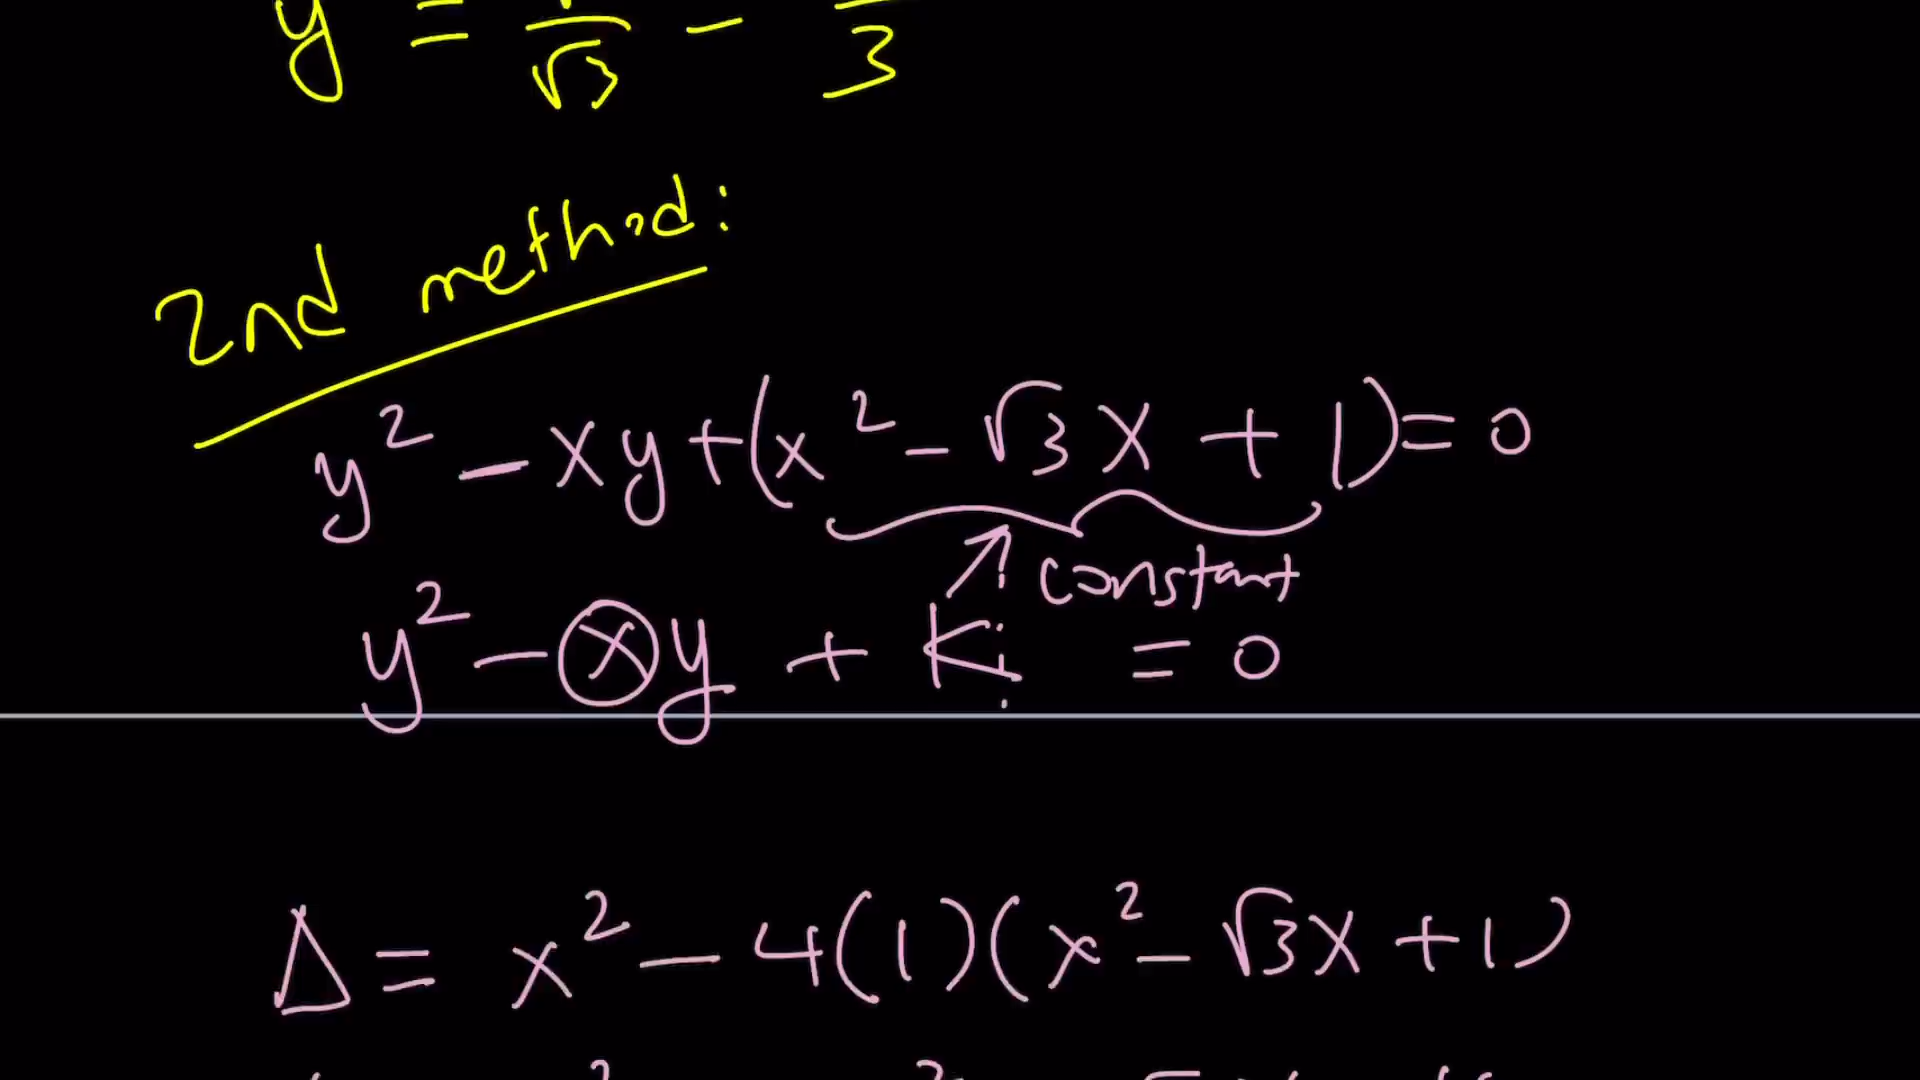 y = —/√3 - —/3
2nd method:
y² - xy + (x² - √3x + 1) = 0
constant
y² - xy + K = 0
Δ = x² - 4(1)(x² - √3x + 1)